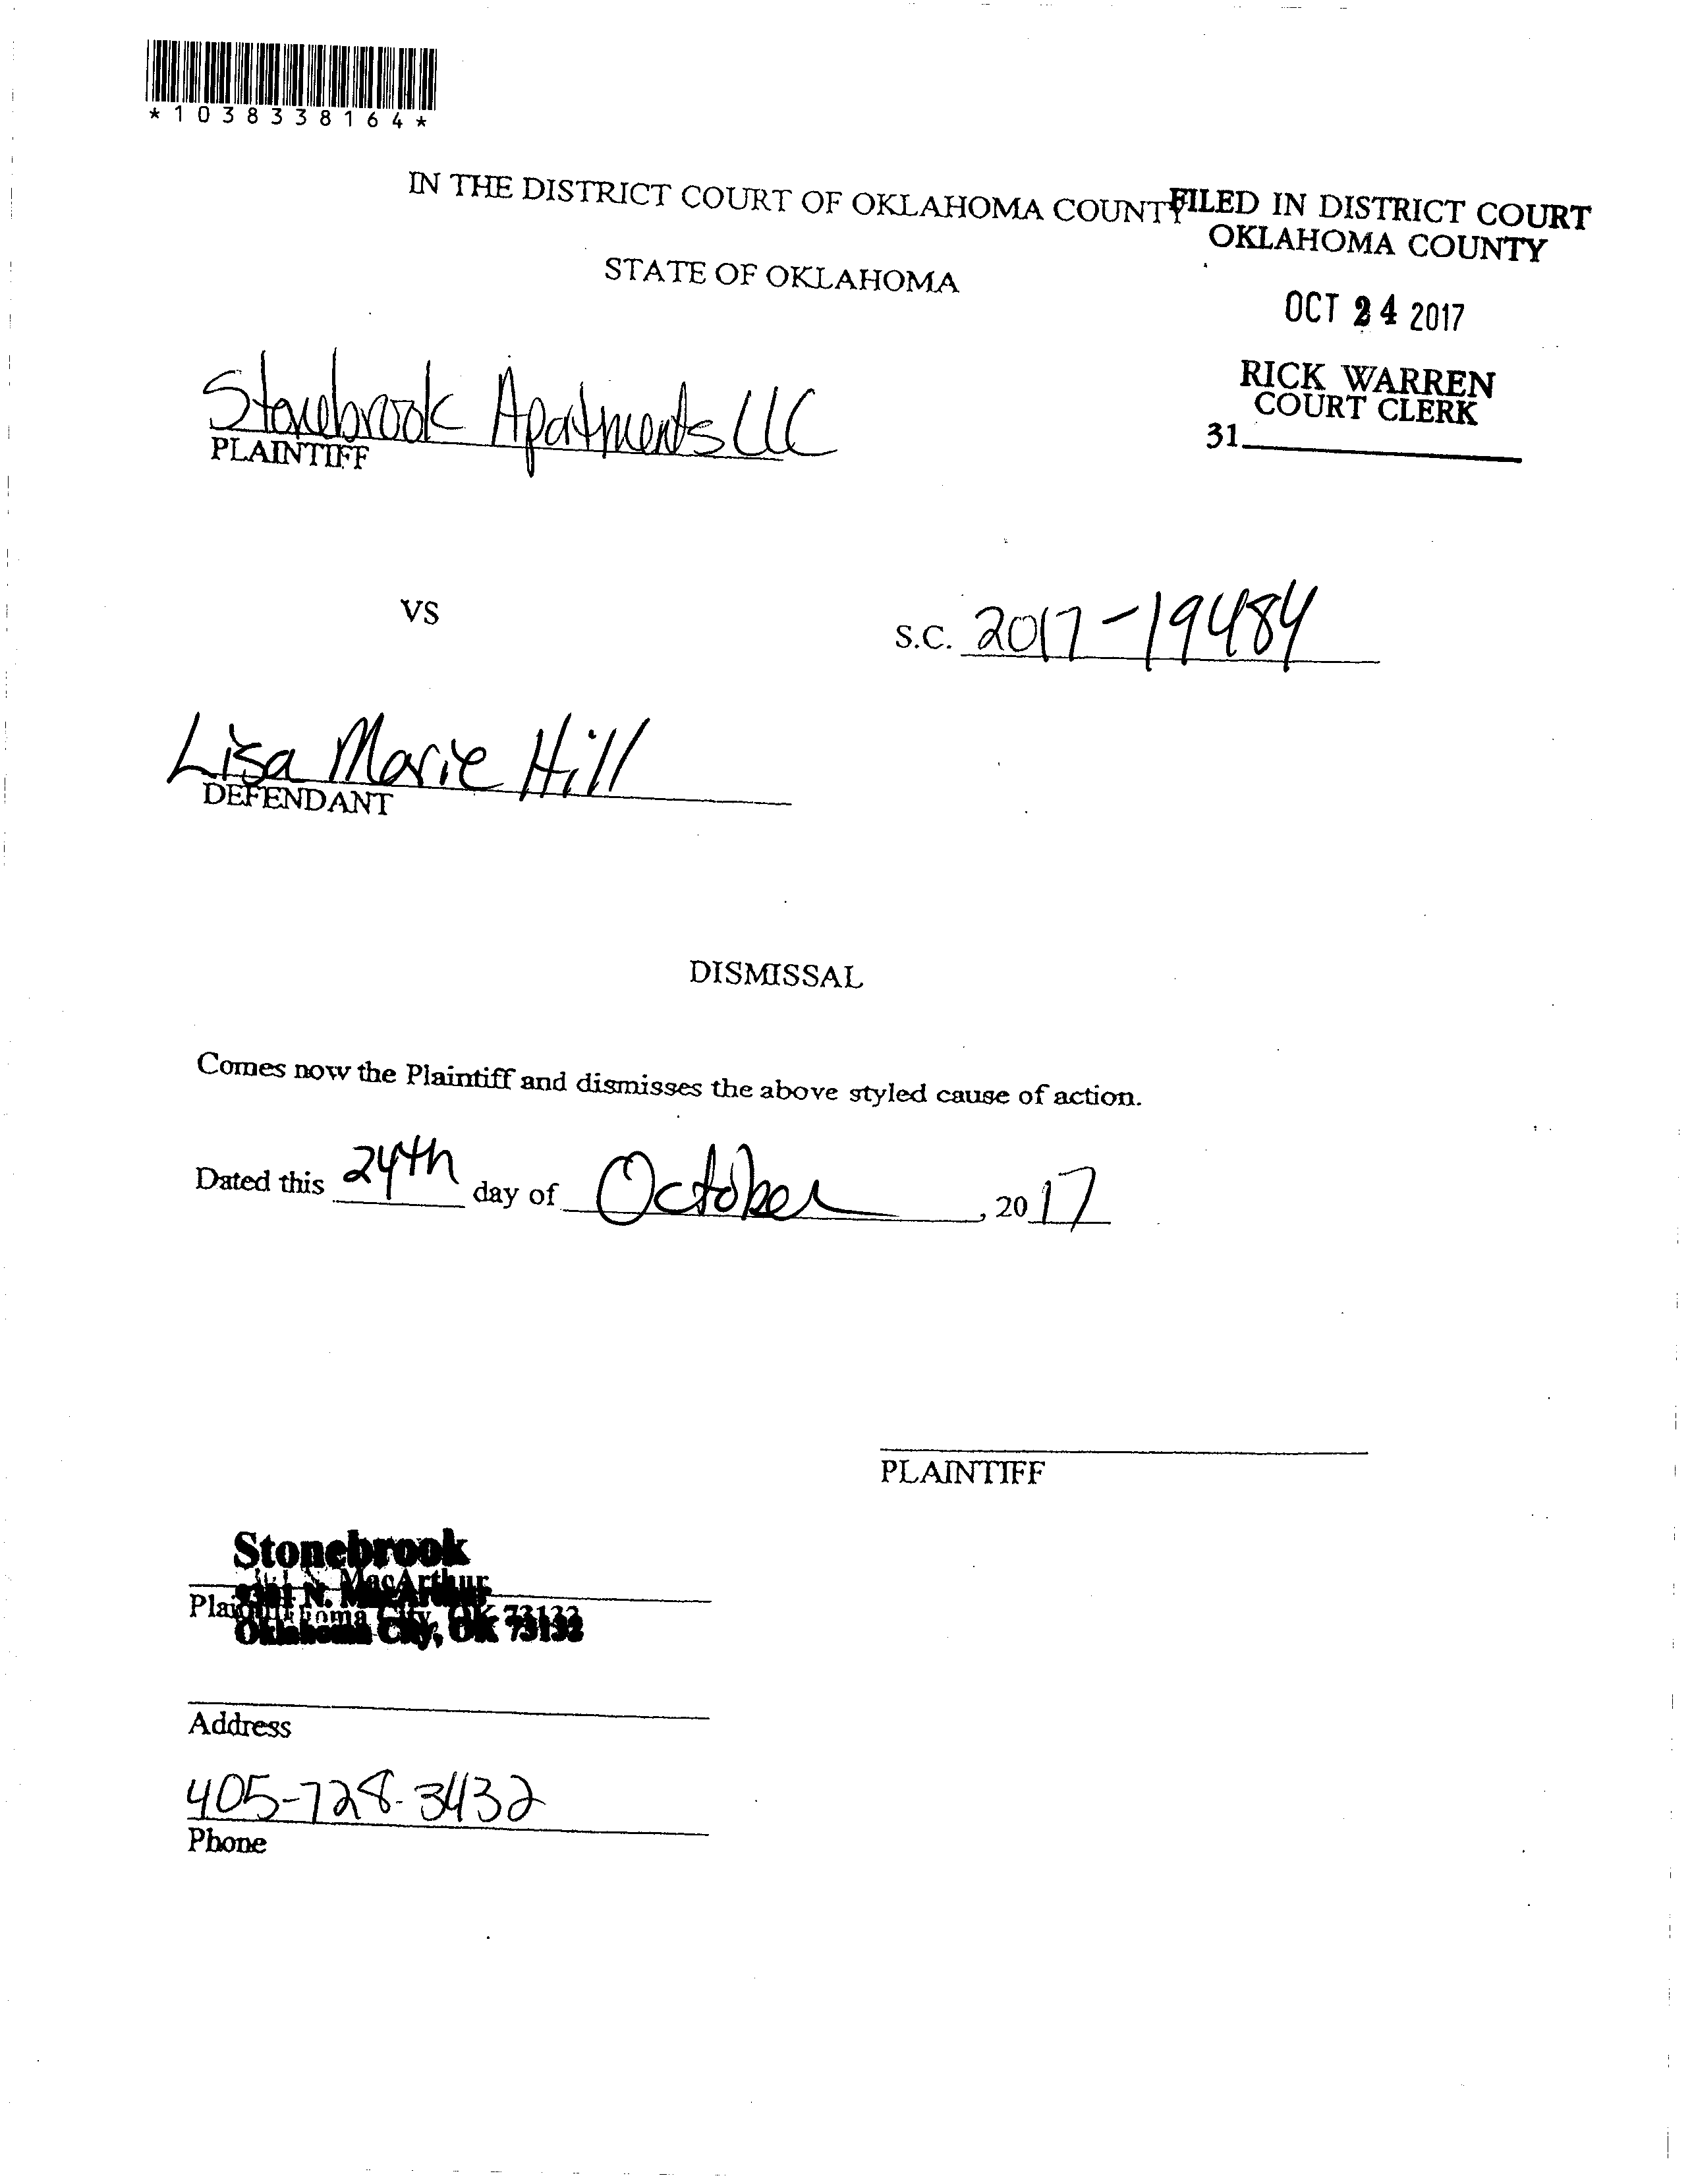 *1038338164*
IN THE DISTRICT COURT OF OKLAHOMA COUNTY
FILED IN DISTRICT COURT
OKLAHOMA COUNTY
STATE OF OKLAHOMA
OCT 24 2017
RICK WARREN
COURT CLERK
31
Stonebrook Apartments LLC
PLAINTIFF
VS
S.C. 2017-19484
Lisa Marie Hill
DEFENDANT
DISMISSAL
Comes now the Plaintiff and dismisses the above styled cause of action.
Dated this 24th day of October, 2017
PLAINTIFF
Stonebrook
N. MacArthur
Oklahoma City, OK 73132
Address
405-728-3432
Phone